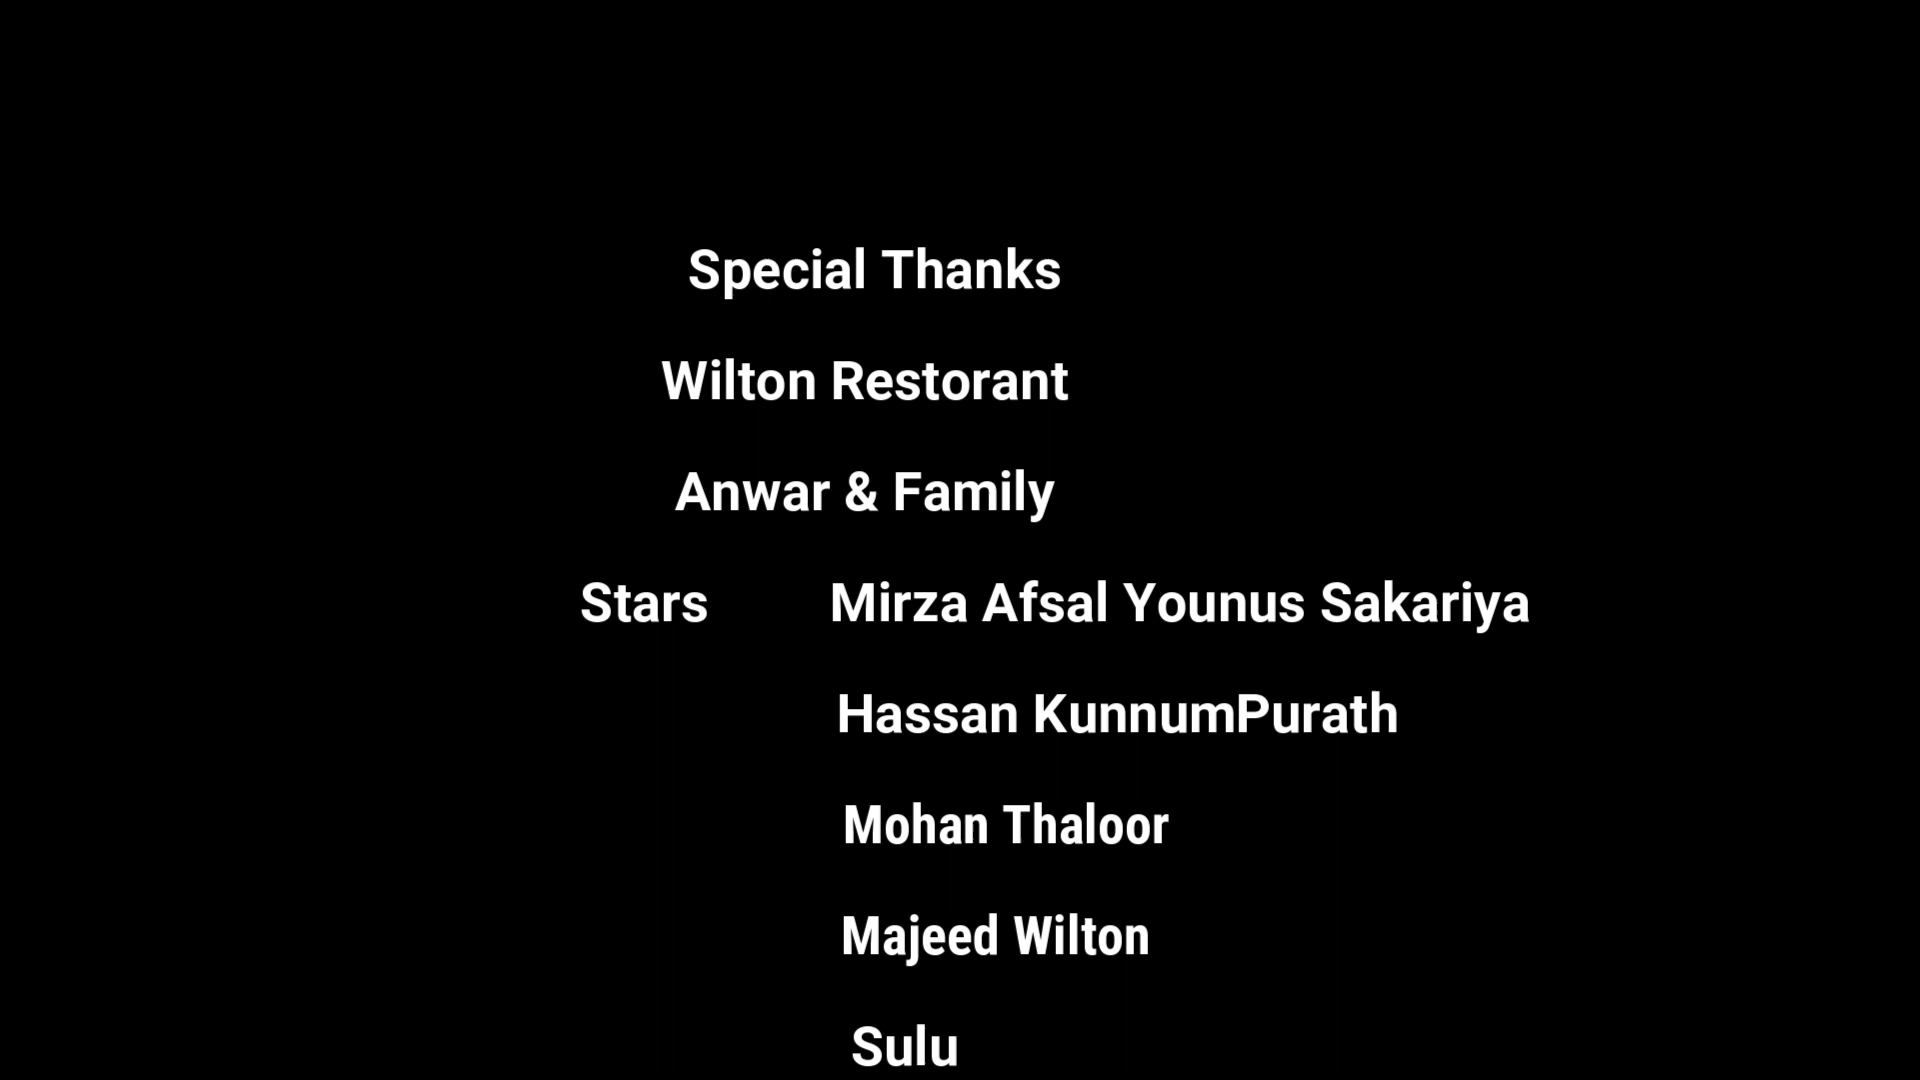 Special Thanks
Wilton Restorant
Anwar & Family
Stars Mirza Afsal Younus Sakariya
Hassan KunnumPurath
Mohan Thaloor
Majeed Wilton
Sulu